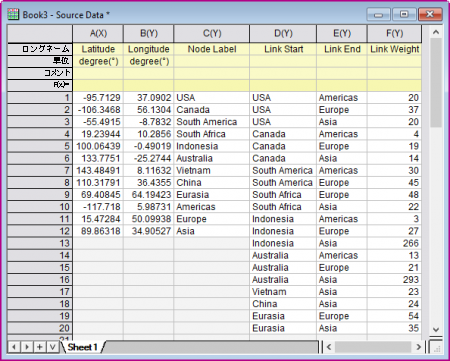 Book3 - Source Data *
A(X) B(Y) C(Y) D(Y) E(Y) F(Y)
ロングネーム Latitude Longitude Node Label Link Start Link End Link Weight
単位 degree(°) degree(°)
コメント
F(x)=
1 -95.7129 37.0902 USA USA Americas 20
2 -106.3468 56.1304 Canada USA Europe 37
3 -55.4915 -8.7832 South America USA Asia 20
4 19.23944 10.2856 South Africa Canada Americas 4
5 100.06439 -0.49019 Indonesia Canada Europe 19
6 133.7751 -25.2744 Australia Canada Asia 14
7 143.48491 8.11632 Vietnam South America Americas 30
8 110.31791 36.4355 China South America Europe 45
9 69.40845 64.19423 Eurasia South Africa Europe 48
10 -117.718 5.98731 Americas South Africa Asia 22
11 15.47284 50.09938 Europe Indonesia Americas 3
12 89.86318 34.90527 Asia Indonesia Europe 27
13 Indonesia Asia 266
14 Australia Americas 13
15 Australia Europe 21
16 Australia Asia 293
17 Vietnam Asia 23
18 China Asia 24
19 Eurasia Europe 54
20 Eurasia Asia 35
Sheet1